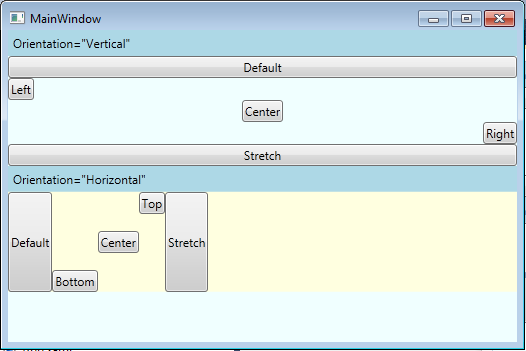 MainWindow
Orientation="Vertical"
Default
Left
Center
Right
Stretch
Orientation="Horizontal"
Top
Default Center Stretch
Bottom